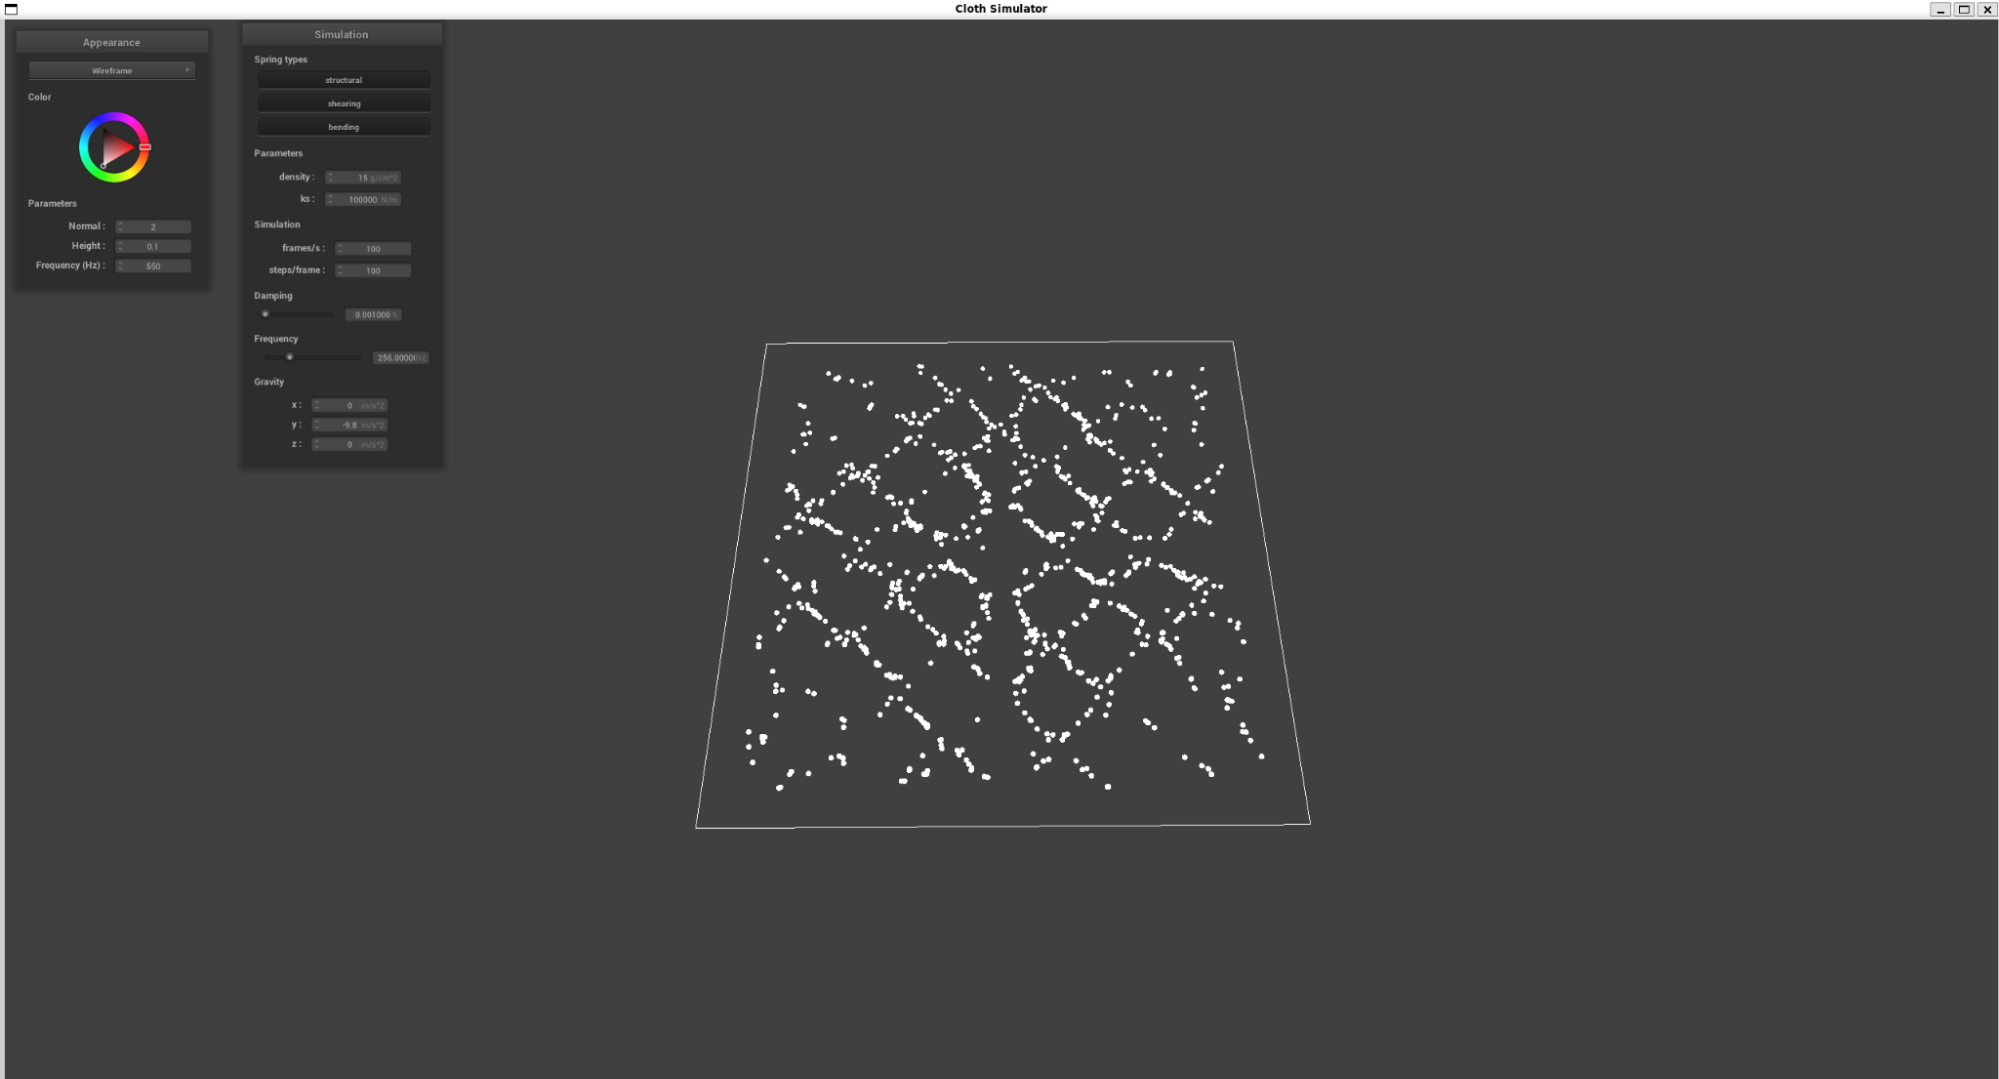 Cloth Simulator
Appearance
Wireframe
Color
Parameters
Normal : 2
Height : 0.1
Frequency (Hz) : 550
Simulation
Spring types
structural
shearing
bending
Parameters
density : 15 g/cm^2
ks : 100000 N/m
Simulation
frames/s : 100
steps/frame : 100
Damping
0.001000 %
Frequency
256.0000 Hz
Gravity
x : 0 m/s^2
y : -9.8 m/s^2
z : 0 m/s^2